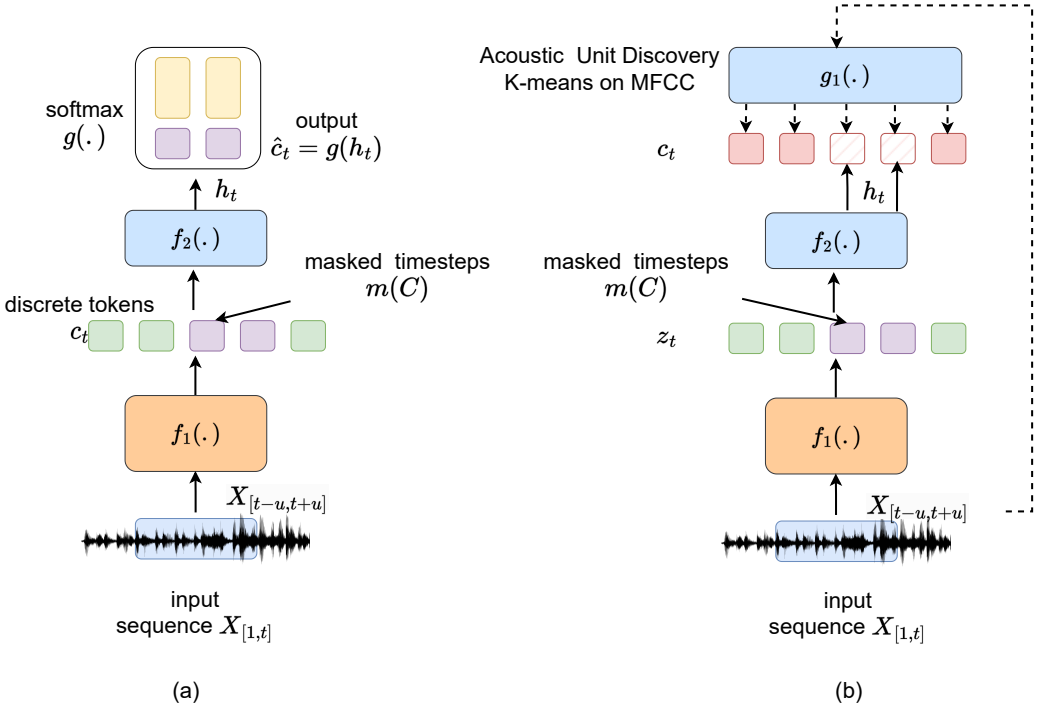 softmax
g(.)
output
ĉ_t = g(h_t)
h_t
f_2(.)
masked timesteps
m(C)
discrete tokens
c_t
f_1(.)
X_[t−u,t+u]
input
sequence X_[1,t]
(a)
Acoustic Unit Discovery
K-means on MFCC
g_1(.)
c_t
h_t
f_2(.)
masked timesteps
m(C)
z_t
f_1(.)
X_[t−u,t+u]
input
sequence X_[1,t]
(b)